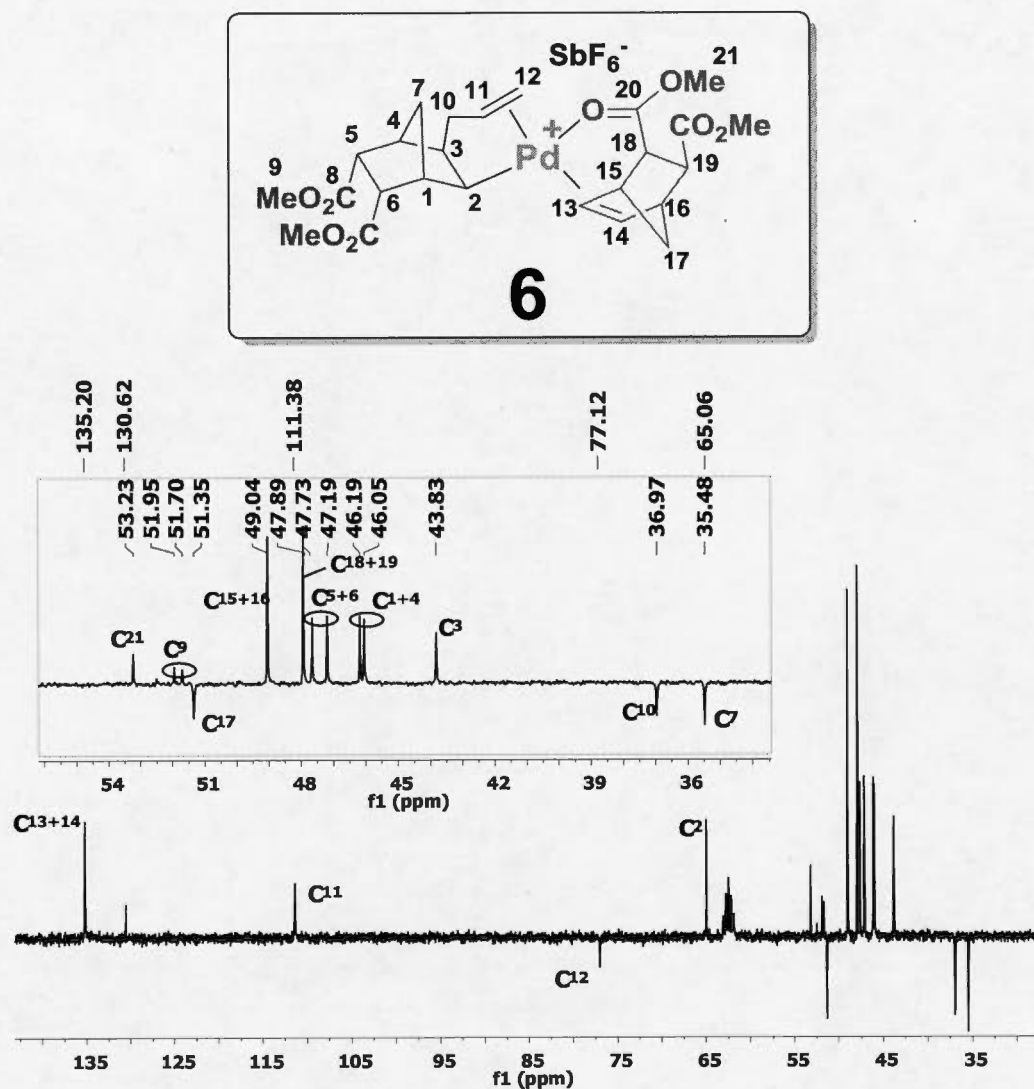 SbF6-
21
12
OMe
11
20
7
10
O
CO2Me
4
+
18
5
3
Pd
19
9
8
15
MeO2C
1
13
16
6
2
MeO2C
14
17
6
135.20
130.62
111.38
77.12
65.06
53.23
51.95
51.70
51.35
49.04
47.89
47.73
47.19
46.19
46.05
43.83
36.97
35.48
C18+19
C15+16
C5+6
C1+4
C21
C9
C3
C17
C10
C7
54 51 48 45 42 39 36
f1 (ppm)
C13+14
C2
C11
C12
135 125 115 105 95 85 75 65 55 45 35
f1 (ppm)